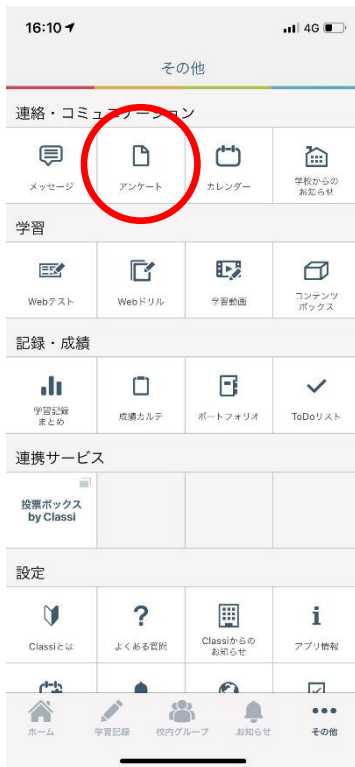 16:10
4G
その他
連絡・コミュニケーション
メッセージ
アンケート
カレンダー
学校からの
お知らせ
学習
Webテスト
Webドリル
学習動画
コンテンツ
ボックス
記録・成績
学習記録
まとめ
成績カルテ
ポートフォリオ
ToDoリスト
連携サービス
投票ボックス
by Classi
設定
Classiとは
よくある質問
Classiからの
お知らせ
アプリ情報
ホーム
学習記録
校内グループ
お知らせ
その他